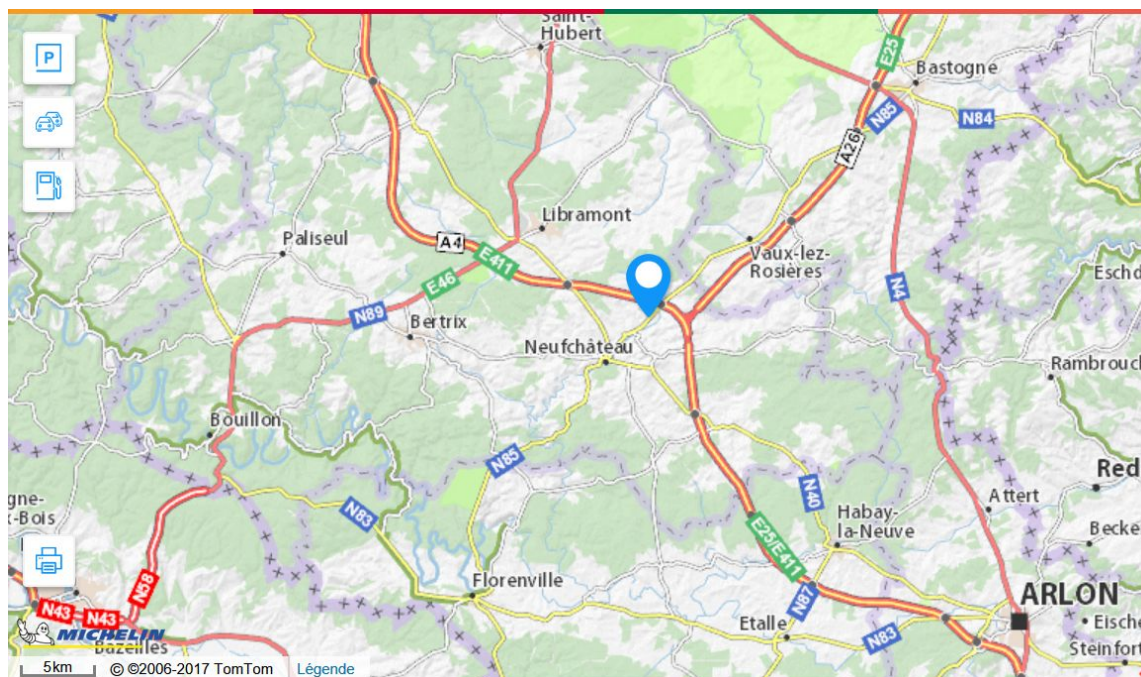 Saint-
Hubert
P
E25
Bastogne
N85
N84
A26
Libramont
Paliseul
A4
E411
Vaux-lez-
Rosières
E46
N4
Eschd
N89
Bertrix
Neufchâteau
Rambrouch
Bouillon
N85
Red
N40
Attert
gne-
x-Bois
N83
Habay-
la-Neuve
Becke
E25/E411
N58
Florenville
N87
ARLON
N43
N43
Etalle
N83
Eische
MICHELIN
Bazeilles
Steinfort
5km
© ©2006-2017 TomTom
Légende